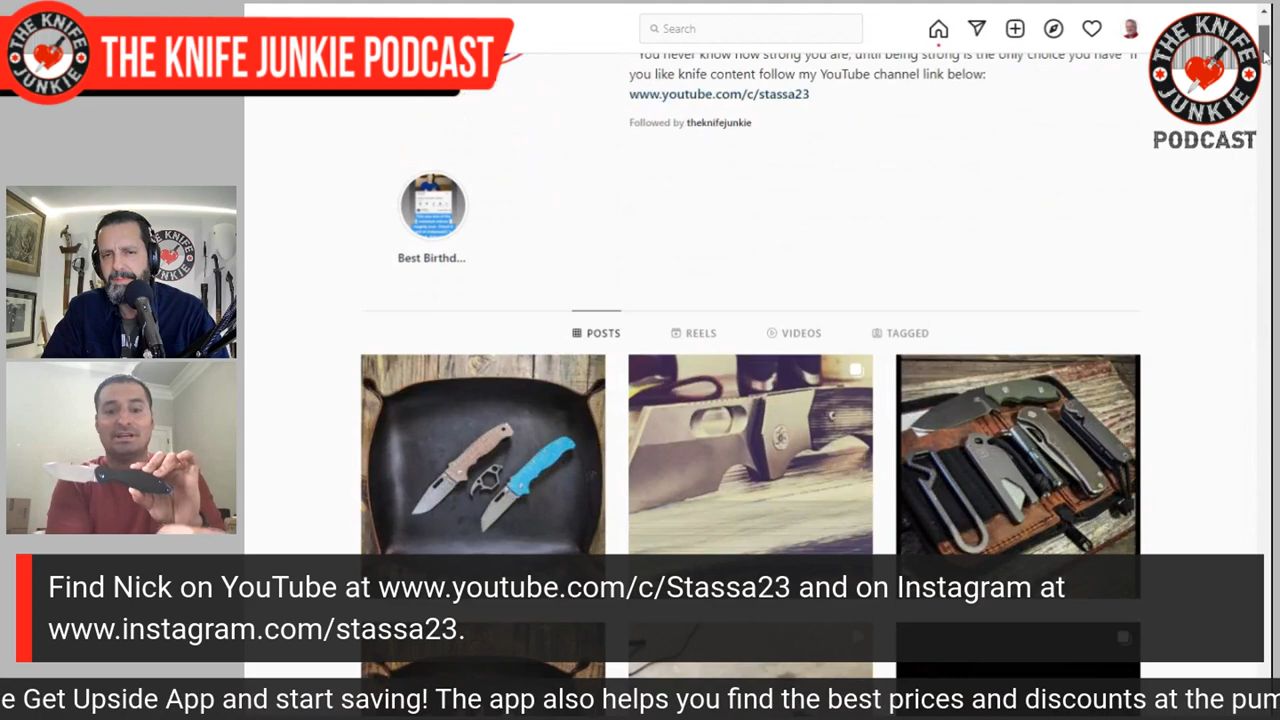 THE KNIFE
JUNKIE
THE KNIFE JUNKIE PODCAST
Search
THE KNIFE
JUNKIE
PODCAST
"You never know how strong you are, until being strong is the only choice you have" If
you like knife content follow my YouTube channel link below:
www.youtube.com/c/stassa23
Followed by theknifejunkie
THE KNIFE
JUNKIE
Best Birthd...
POSTS
REELS
VIDEOS
TAGGED
Find Nick on YouTube at www.youtube.com/c/Stassa23 and on Instagram at
www.instagram.com/stassa23.
e Get Upside App and start saving! The app also helps you find the best prices and discounts at the pum